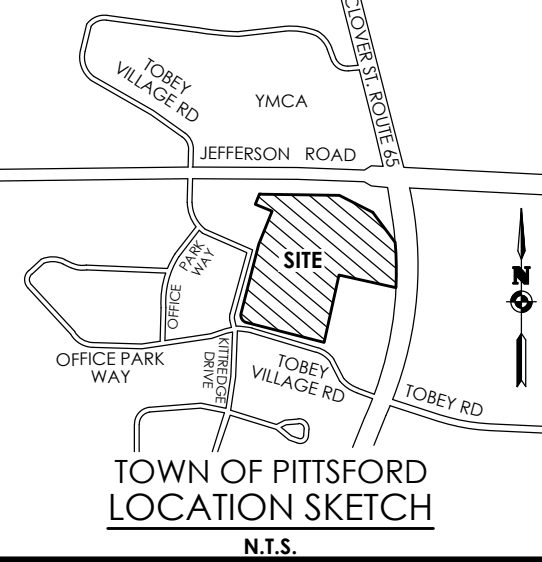 CLOVER ST. ROUTE 65
TOBEY
VILLAGE RD
YMCA
JEFFERSON ROAD
PARK
WAY
OFFICE
SITE
N
OFFICE PARK
WAY
KITTREDGE
DRIVE
TOBEY
VILLAGE RD
TOBEY RD
TOWN OF PITTSFORD
LOCATION SKETCH
N.T.S.